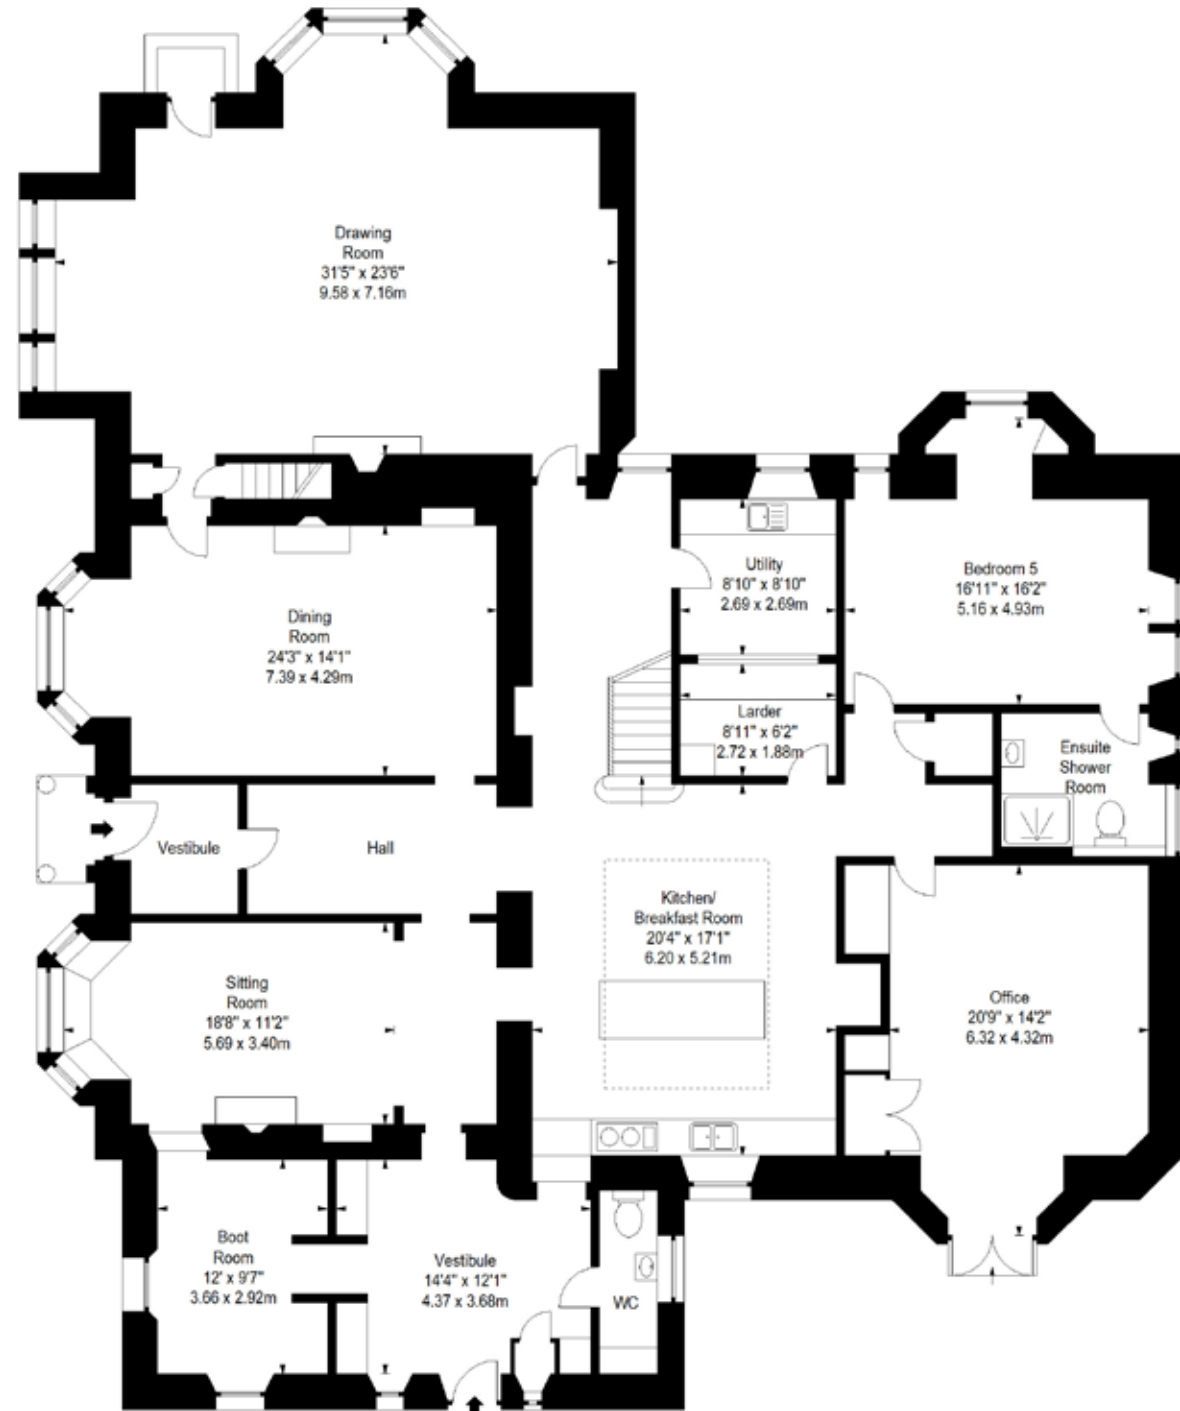 Drawing
Room
31'5" x 23'6"
9.58 x 7.16m
Utility
8'10" x 8'10"
2.69 x 2.69m
Bedroom 5
16'11" x 16'2"
5.16 x 4.93m
Dining
Room
24'3" x 14'1"
7.39 x 4.29m
Larder
8'11" x 6'2"
2.72 x 1.88m
Ensuite
Shower
Room
Vestibule
Hall
Kitchen/
Breakfast Room
20'4" x 17'1"
6.20 x 5.21m
Sitting
Room
18'8" x 11'2"
5.69 x 3.40m
Office
20'9" x 14'2"
6.32 x 4.32m
Boot
Room
12' x 9'7"
3.66 x 2.92m
Vestibule
14'4" x 12'1"
4.37 x 3.68m
WC